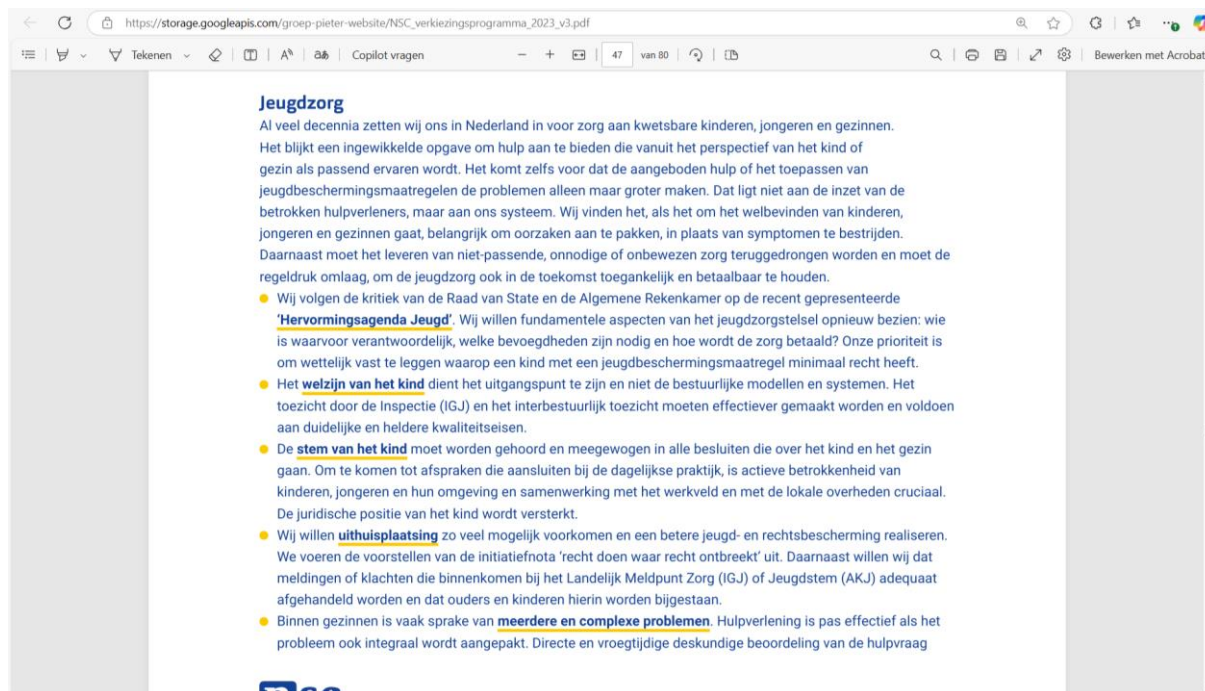 https://storage.googleapis.com/groep-pieter-website/NSC_verkiezingsprogramma_2023_v3.pdf
Tekenen
Copilot vragen
47 van 80
Bewerken met Acrobat
Jeugdzorg
Al veel decennia zetten wij ons in Nederland in voor zorg aan kwetsbare kinderen, jongeren en gezinnen.
Het blijkt een ingewikkelde opgave om hulp aan te bieden die vanuit het perspectief van het kind of
gezin als passend ervaren wordt. Het komt zelfs voor dat de aangeboden hulp of het toepassen van
jeugdbeschermingsmaatregelen de problemen alleen maar groter maken. Dat ligt niet aan de inzet van de
betrokken hulpverleners, maar aan ons systeem. Wij vinden het, als het om het welbevinden van kinderen,
jongeren en gezinnen gaat, belangrijk om oorzaken aan te pakken, in plaats van symptomen te bestrijden.
Daarnaast moet het leveren van niet-passende, onnodige of onbewezen zorg teruggedrongen worden en moet de
regeldruk omlaag, om de jeugdzorg ook in de toekomst toegankelijk en betaalbaar te houden.
Wij volgen de kritiek van de Raad van State en de Algemene Rekenkamer op de recent gepresenteerde
‘Hervormingsagenda Jeugd’. Wij willen fundamentele aspecten van het jeugdzorgstelsel opnieuw bezien: wie
is waarvoor verantwoordelijk, welke bevoegdheden zijn nodig en hoe wordt de zorg betaald? Onze prioriteit is
om wettelijk vast te leggen waarop een kind met een jeugdbeschermingsmaatregel minimaal recht heeft.
Het welzijn van het kind dient het uitgangspunt te zijn en niet de bestuurlijke modellen en systemen. Het
toezicht door de Inspectie (IGJ) en het interbestuurlijk toezicht moeten effectiever gemaakt worden en voldoen
aan duidelijke en heldere kwaliteitseisen.
De stem van het kind moet worden gehoord en meegewogen in alle besluiten die over het kind en het gezin
gaan. Om te komen tot afspraken die aansluiten bij de dagelijkse praktijk, is actieve betrokkenheid van
kinderen, jongeren en hun omgeving en samenwerking met het werkveld en met de lokale overheden cruciaal.
De juridische positie van het kind wordt versterkt.
Wij willen uithuisplaatsing zo veel mogelijk voorkomen en een betere jeugd- en rechtsbescherming realiseren.
We voeren de voorstellen van de initiatiefnota ‘recht doen waar recht ontbreekt’ uit. Daarnaast willen wij dat
meldingen of klachten die binnenkomen bij het Landelijk Meldpunt Zorg (IGJ) of Jeugdstem (AKJ) adequaat
afgehandeld worden en dat ouders en kinderen hierin worden bijgestaan.
Binnen gezinnen is vaak sprake van meerdere en complexe problemen. Hulpverlening is pas effectief als het
probleem ook integraal wordt aangepakt. Directe en vroegtijdige deskundige beoordeling van de hulpvraag